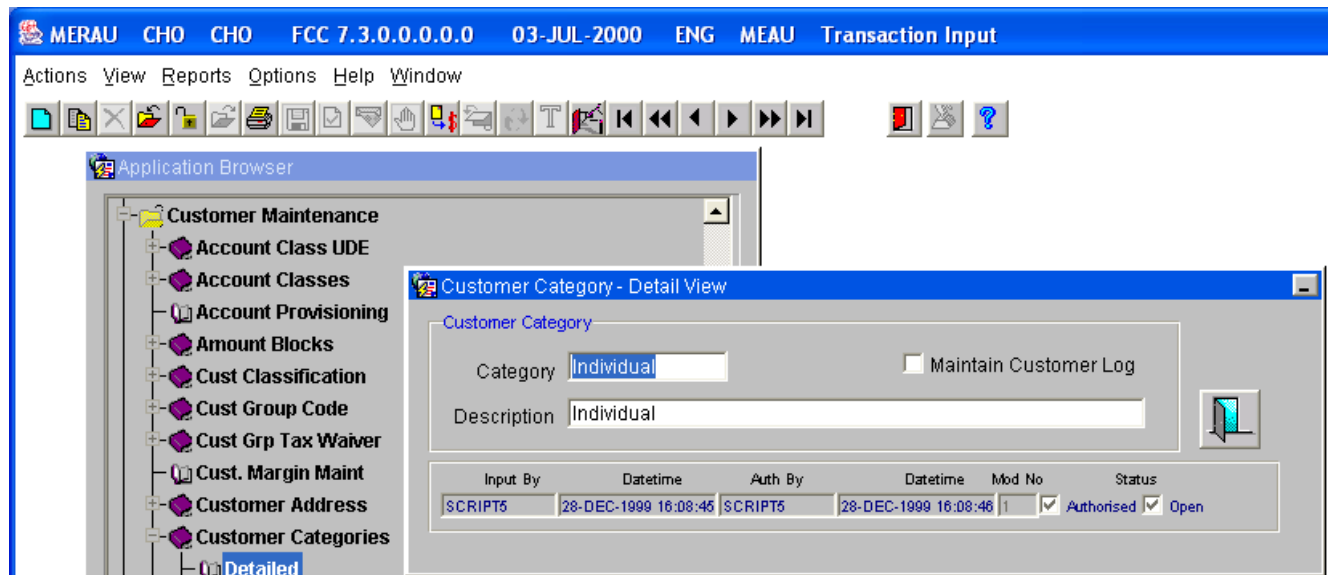 MERAU CHO CHO FCC 7.3.0.0.0.0.0 03-JUL-2000 ENG MEAU Transaction Input
Actions View Reports Options Help Window
Application Browser
Customer Maintenance
Account Class UDE
Account Classes
Account Provisioning
Amount Blocks
Cust Classification
Cust Group Code
Cust Grp Tax Waiver
Cust. Margin Maint
Customer Address
Customer Categories
Detailed
Customer Category - Detail View
Customer Category
Category Individual Maintain Customer Log
Description Individual
Input By Datetime Auth By Datetime Mod No Status
SCRIPT5 28-DEC-1999 16:08:45 SCRIPT5 28-DEC-1999 16:08:46 1 Authorised Open